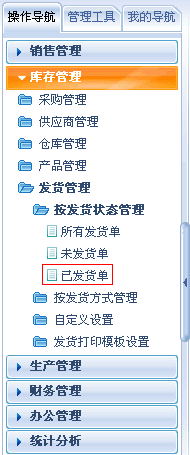 操作导航 管理工具 我的导航
销售管理
库存管理
采购管理
供应商管理
仓库管理
产品管理
发货管理
按发货状态管理
所有发货单
未发货单
已发货单
按发货方式管理
自定义设置
发货打印模板设置
生产管理
财务管理
办公管理
统计分析